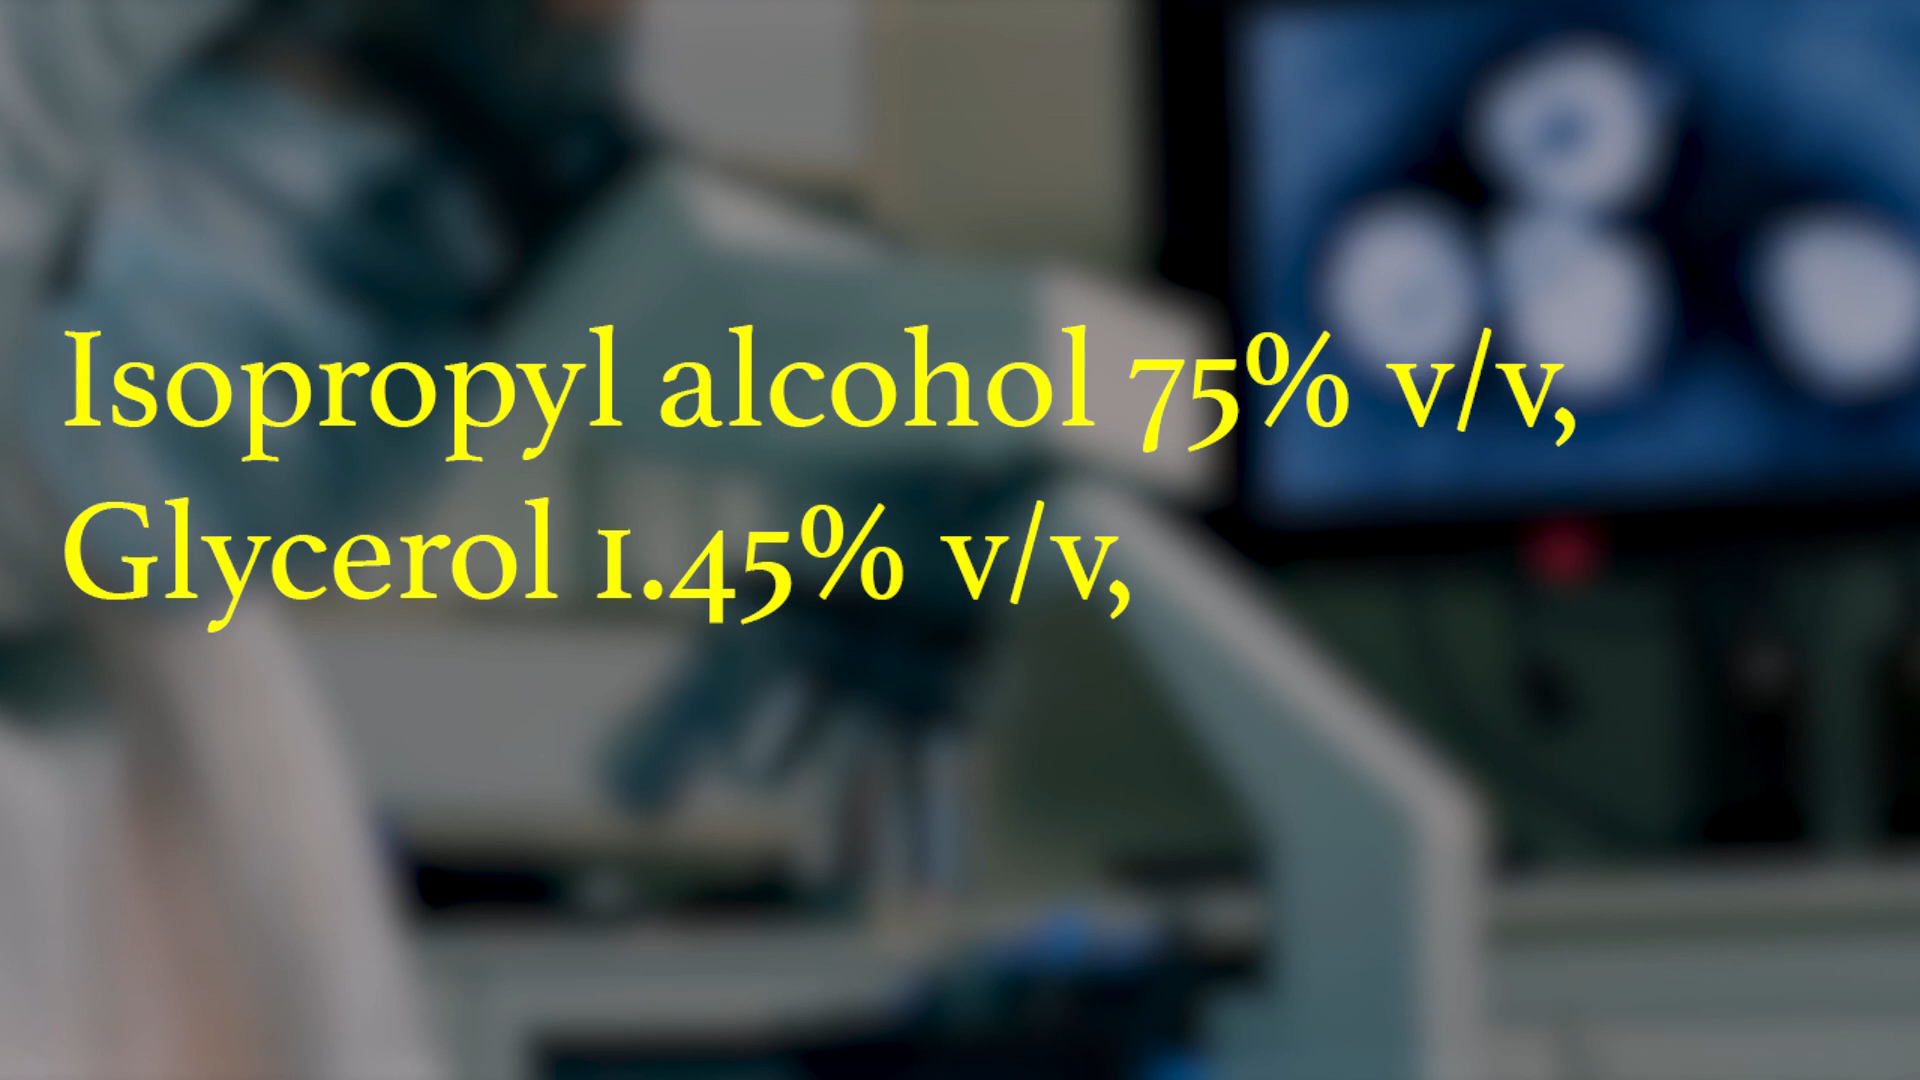 Isopropyl alcohol 75% v/v,
Glycerol 1.45% v/v,